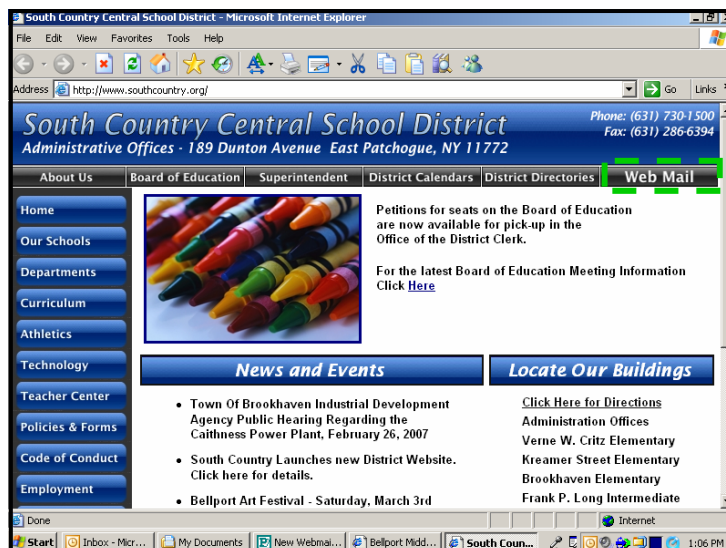 South Country Central School District - Microsoft Internet Explorer
File Edit View Favorites Tools Help
Address http://www.southcountry.org/ Go Links
South Country Central School District
Administrative Offices - 189 Dunton Avenue East Patchogue, NY 11772
Phone: (631) 730-1500
Fax: (631) 286-6394
About Us Board of Education Superintendent District Calendars District Directories Web Mail
Home
Our Schools
Departments
Curriculum
Athletics
Technology
Teacher Center
Policies & Forms
Code of Conduct
Employment
Petitions for seats on the Board of Education
are now available for pick-up in the
Office of the District Clerk.
For the latest Board of Education Meeting Information
Click Here
News and Events
• Town Of Brookhaven Industrial Development
Agency Public Hearing Regarding the
Caithness Power Plant, February 26, 2007
• South Country Launches new District Website.
Click here for details.
• Bellport Art Festival - Saturday, March 3rd
Locate Our Buildings
Click Here for Directions
Administration Offices
Verne W. Critz Elementary
Kreamer Street Elementary
Brookhaven Elementary
Frank P. Long Intermediate
Done Internet
Start Inbox - Micr... My Documents New Webmai... Bellport Midd... South Coun... 1:06 PM